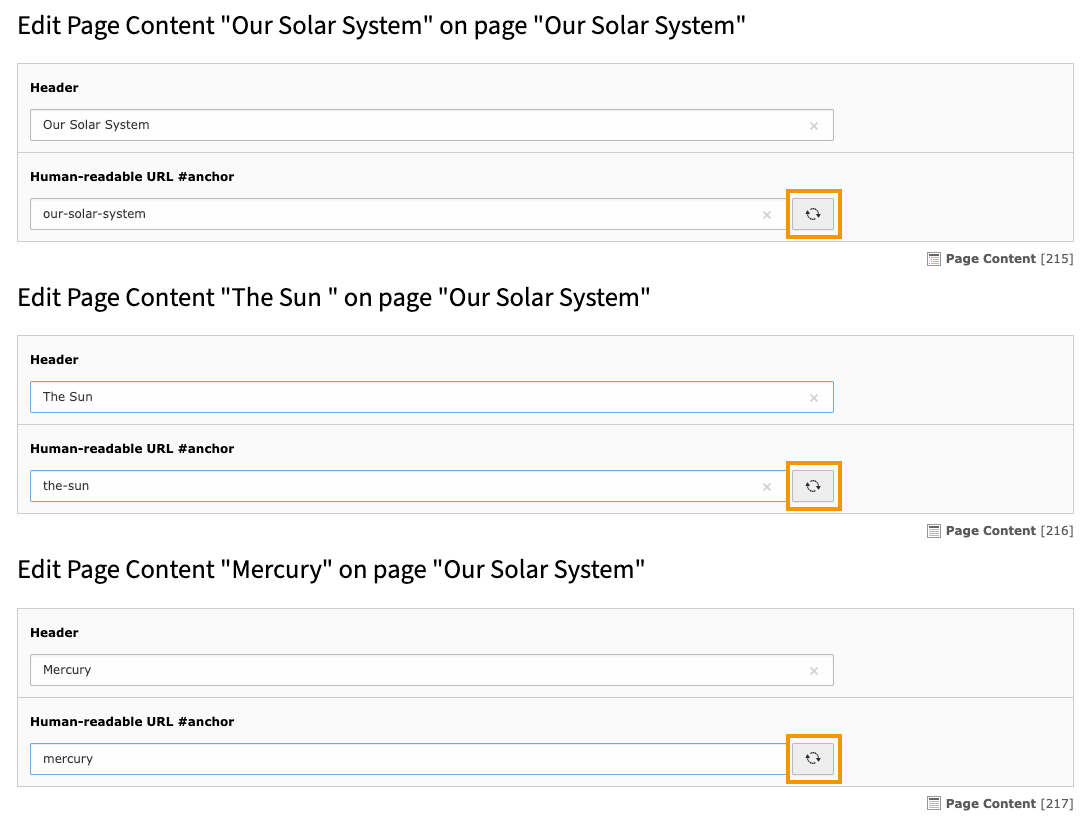 Edit Page Content "Our Solar System" on page "Our Solar System"
Header
Our Solar System
Human-readable URL #anchor
our-solar-system
Page Content [215]
Edit Page Content "The Sun " on page "Our Solar System"
Header
The Sun
Human-readable URL #anchor
the-sun
Page Content [216]
Edit Page Content "Mercury" on page "Our Solar System"
Header
Mercury
Human-readable URL #anchor
mercury
Page Content [217]